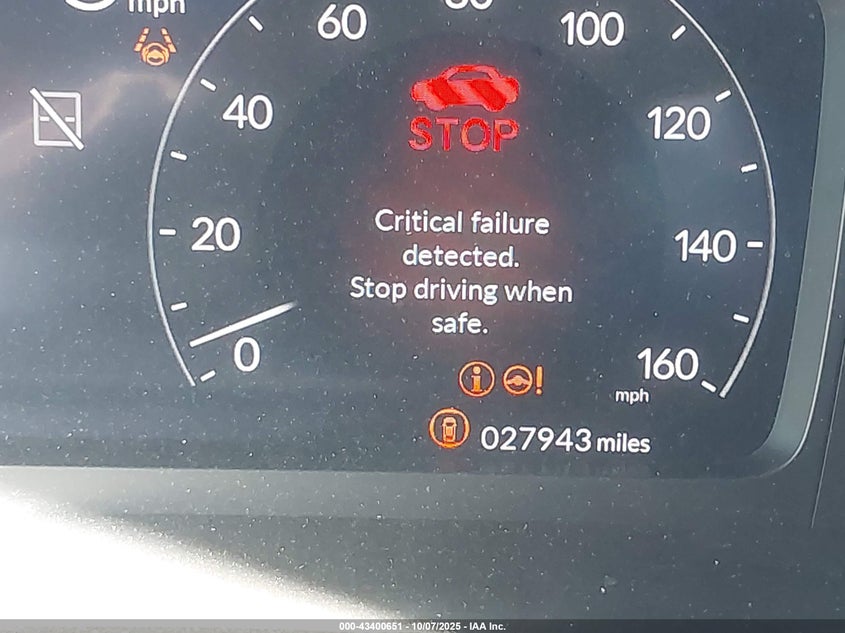 mph
60
80
100
40
STOP
120
20
Critical failure
detected.
140
Stop driving when
safe.
0
160
mph
027943 miles
000-43400651 - 10/07/2025 - IAA Inc.